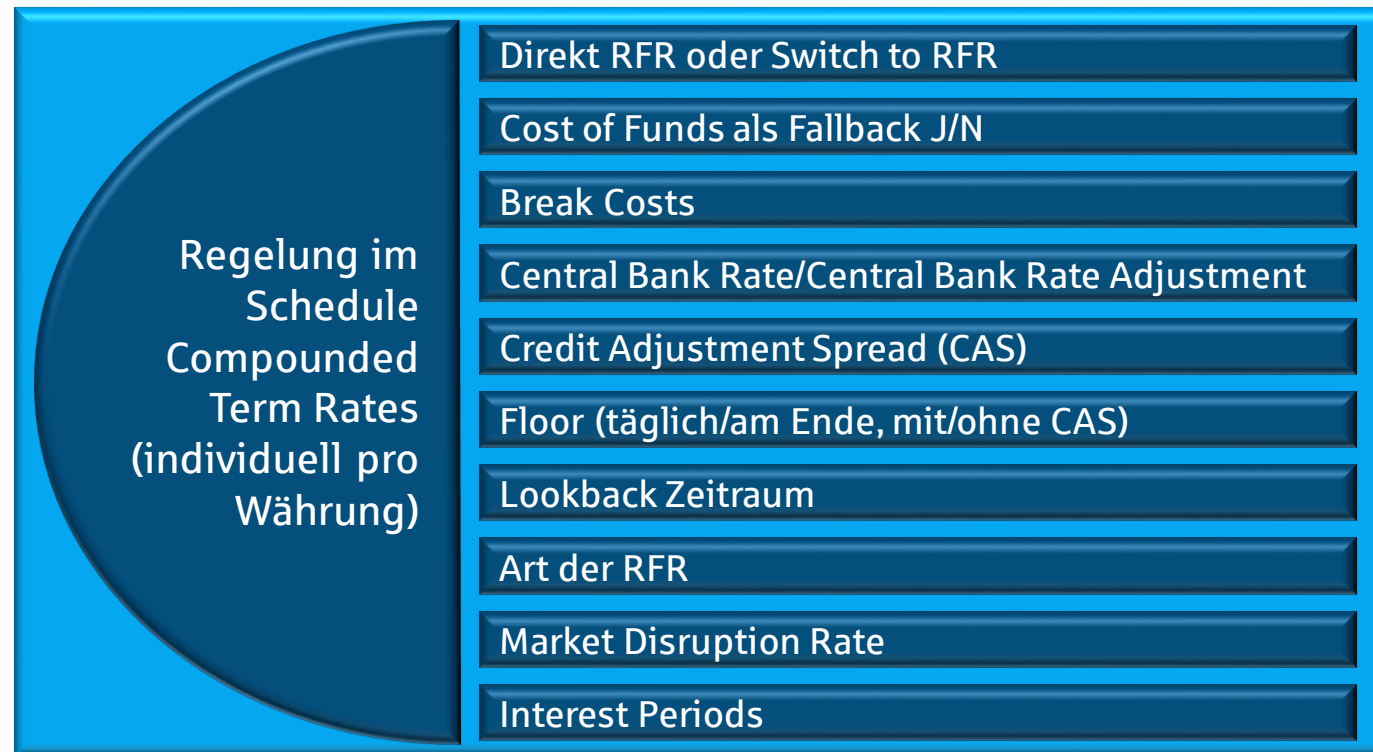 Regelung im
Schedule
Compounded
Term Rates
(individuell pro
Währung)
Direkt RFR oder Switch to RFR
Cost of Funds als Fallback J/N
Break Costs
Central Bank Rate/Central Bank Rate Adjustment
Credit Adjustment Spread (CAS)
Floor (täglich/am Ende, mit/ohne CAS)
Lookback Zeitraum
Art der RFR
Market Disruption Rate
Interest Periods